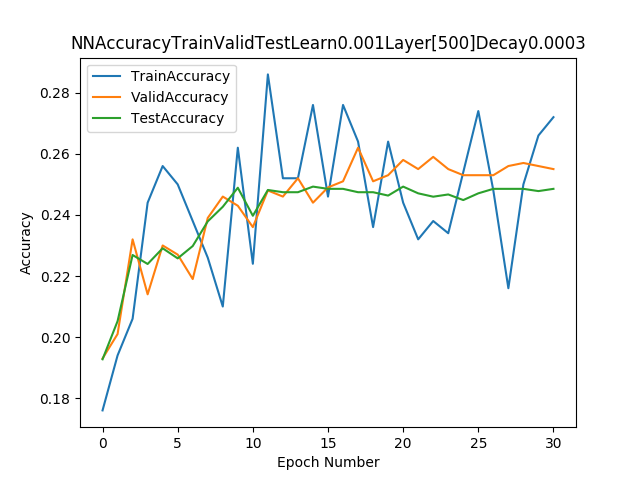 NNAccuracyTrainValidTestLearn0.001Layer[500]Decay0.0003
TrainAccuracy
ValidAccuracy
TestAccuracy
Accuracy
0.28
0.26
0.24
0.22
0.20
0.18
0 5 10 15 20 25 30
Epoch Number